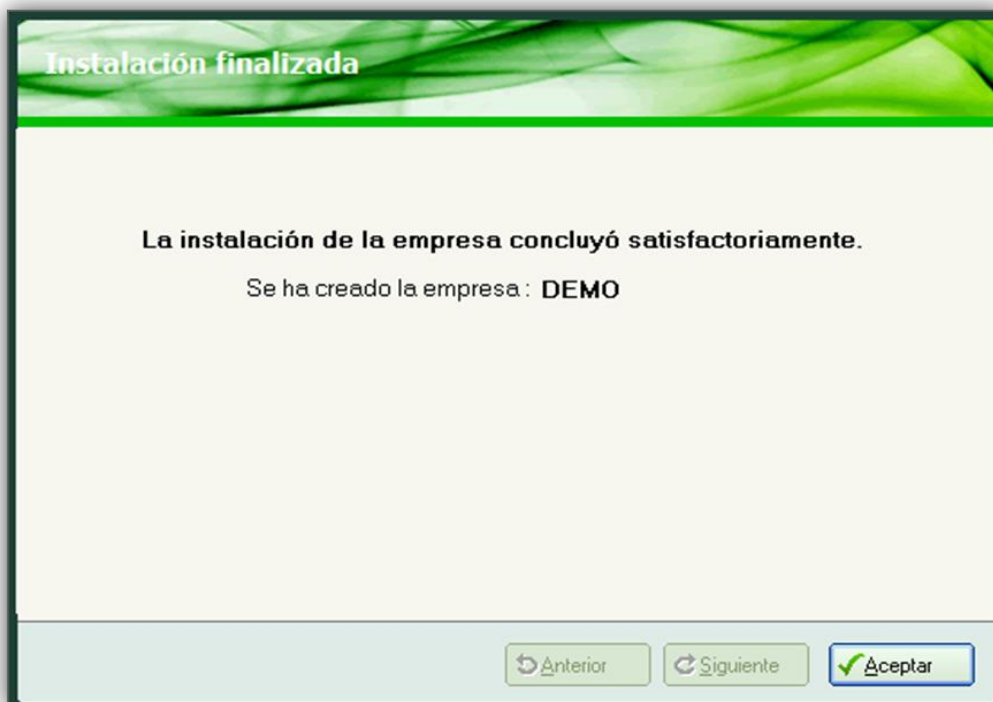 Instalación finalizada
La instalación de la empresa concluyó satisfactoriamente.
Se ha creado la empresa : DEMO
Anterior Siguiente Aceptar